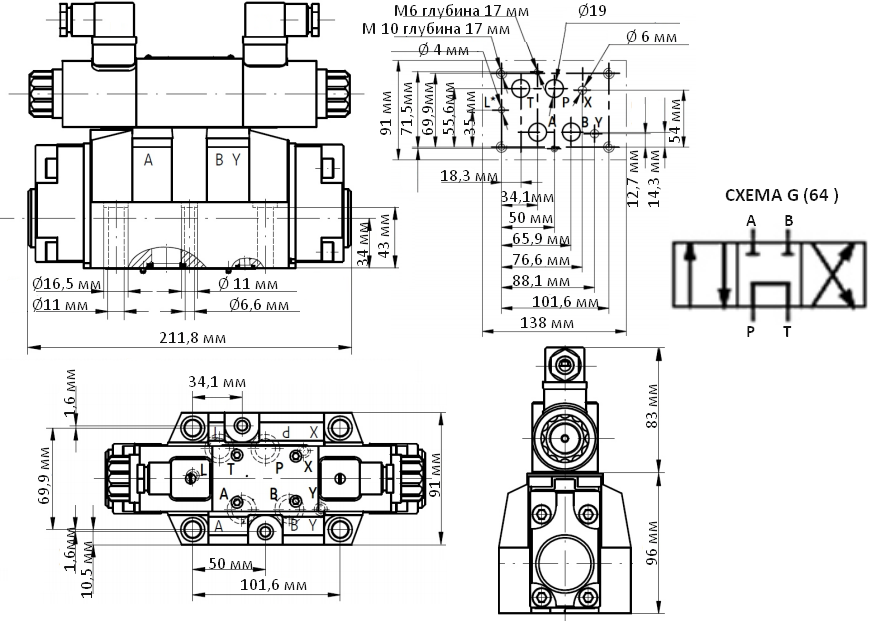 М6 глубина 17 мм
Ø19
М 10 глубина 17 мм
Ø 6 мм
Ø 4 мм
91 мм
71,5мм
69,9мм
55,6мм
35 мм
L*
T
P
X
A
B
Y
54 мм
18,3 мм
34,1мм
50 мм
65,9 мм
76,6 мм
88,1 мм
101,6 мм
138 мм
12,7 мм
14,3 мм
A
B Y
34 мм
43 мм
Ø16,5 мм
Ø 11 мм
Ø11 мм
Ø6,6 мм
211,8 мм
СХЕМА G (64 )
A
B
P
T
34,1 мм
1,6 мм
69,9 мм
1,6мм
10,5 мм
T
P
X
L
T
P
X
A
B
Y
A
B
Y
50 мм
101,6 мм
91 мм
83 мм
96 мм